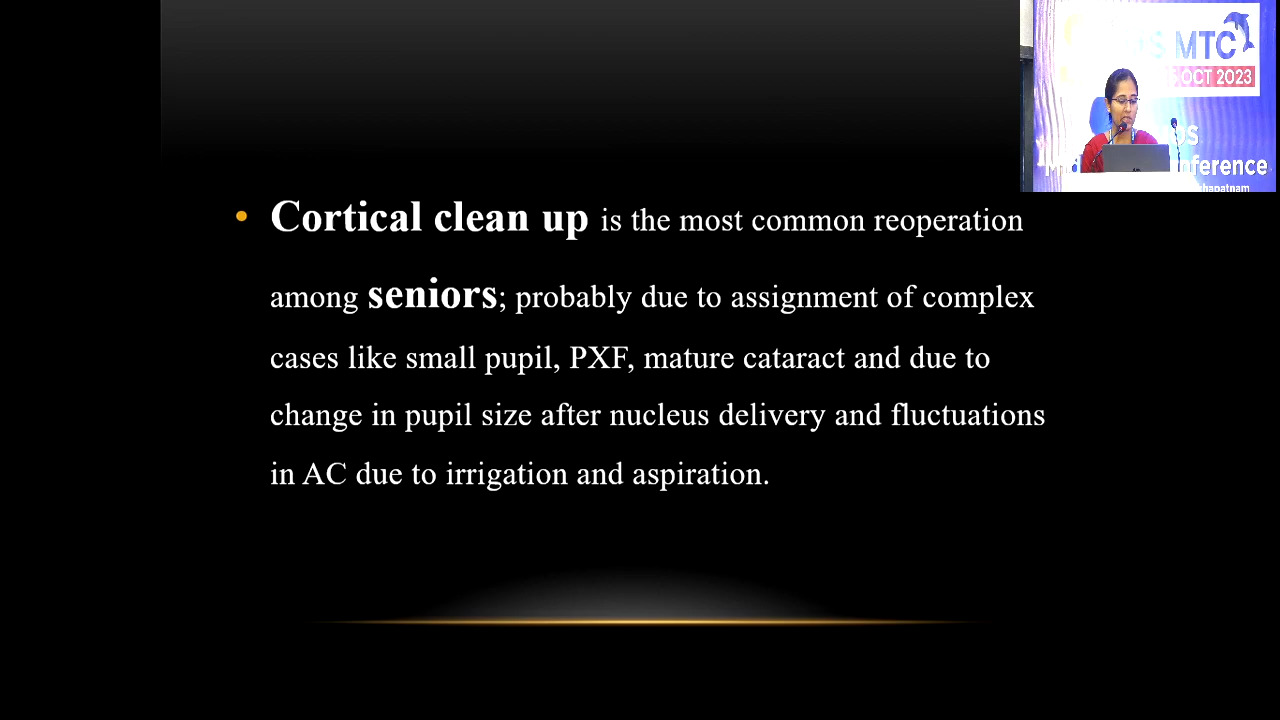 • Cortical clean up is the most common reoperation
among seniors; probably due to assignment of complex
cases like small pupil, PXF, mature cataract and due to
change in pupil size after nucleus delivery and fluctuations
in AC due to irrigation and aspiration.
MTC
OCT 2023